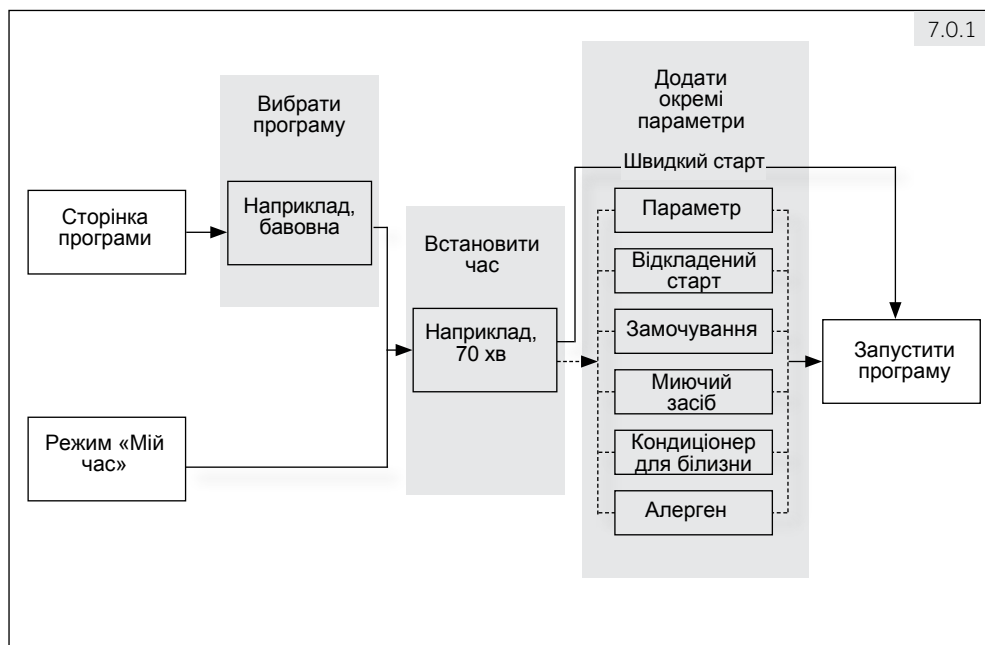 7.0.1
Вибрати
програму
Додати
окремі
параметри
Швидкий старт
Сторінка
програми
Наприклад,
бавовна
Встановити
час
Наприклад,
70 хв
Параметр
Відкладений
старт
Замочування
Миючий
засіб
Кондиціонер
для білизни
Алерген
Запустити
програму
Режим «Мій
час»